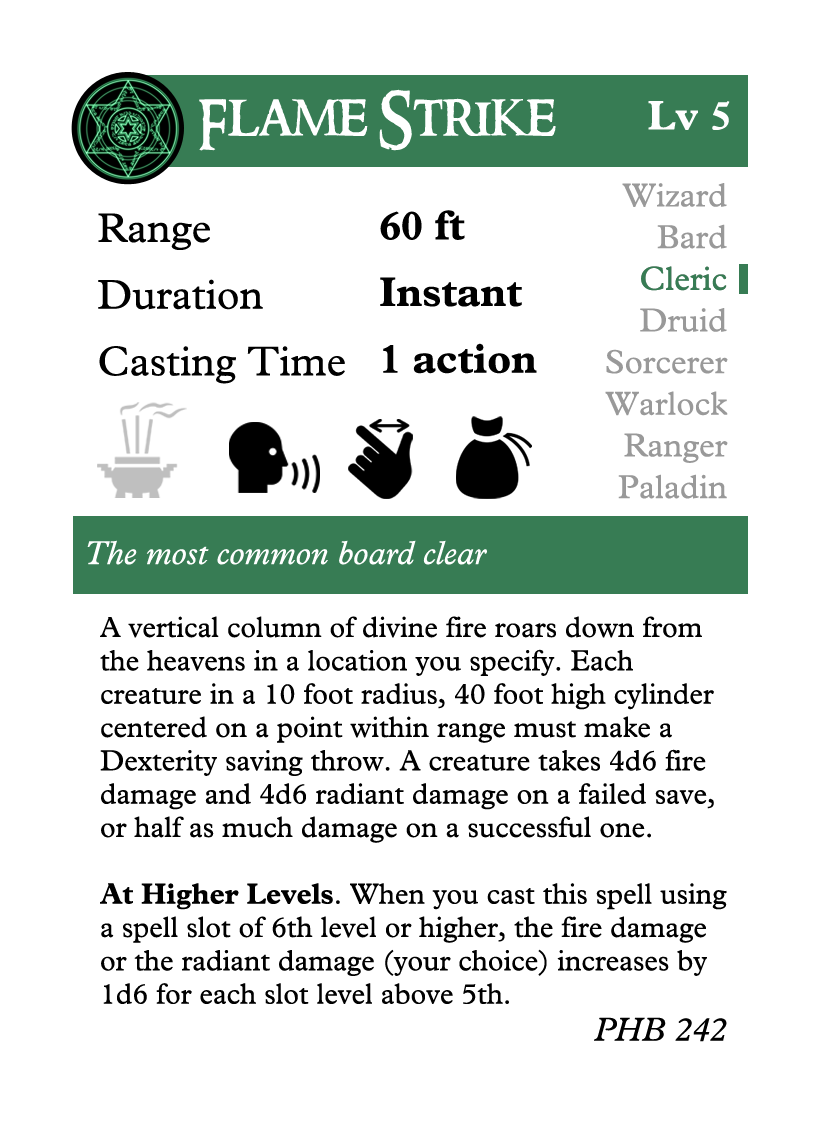 FLAME STRIKE Lv 5
Range 60 ft
Duration Instant
Casting Time 1 action
Wizard
Bard
Cleric
Druid
Sorcerer
Warlock
Ranger
Paladin
The most common board clear
A vertical column of divine fire roars down from
the heavens in a location you specify. Each
creature in a 10 foot radius, 40 foot high cylinder
centered on a point within range must make a
Dexterity saving throw. A creature takes 4d6 fire
damage and 4d6 radiant damage on a failed save,
or half as much damage on a successful one.
At Higher Levels. When you cast this spell using
a spell slot of 6th level or higher, the fire damage
or the radiant damage (your choice) increases by
1d6 for each slot level above 5th.
PHB 242